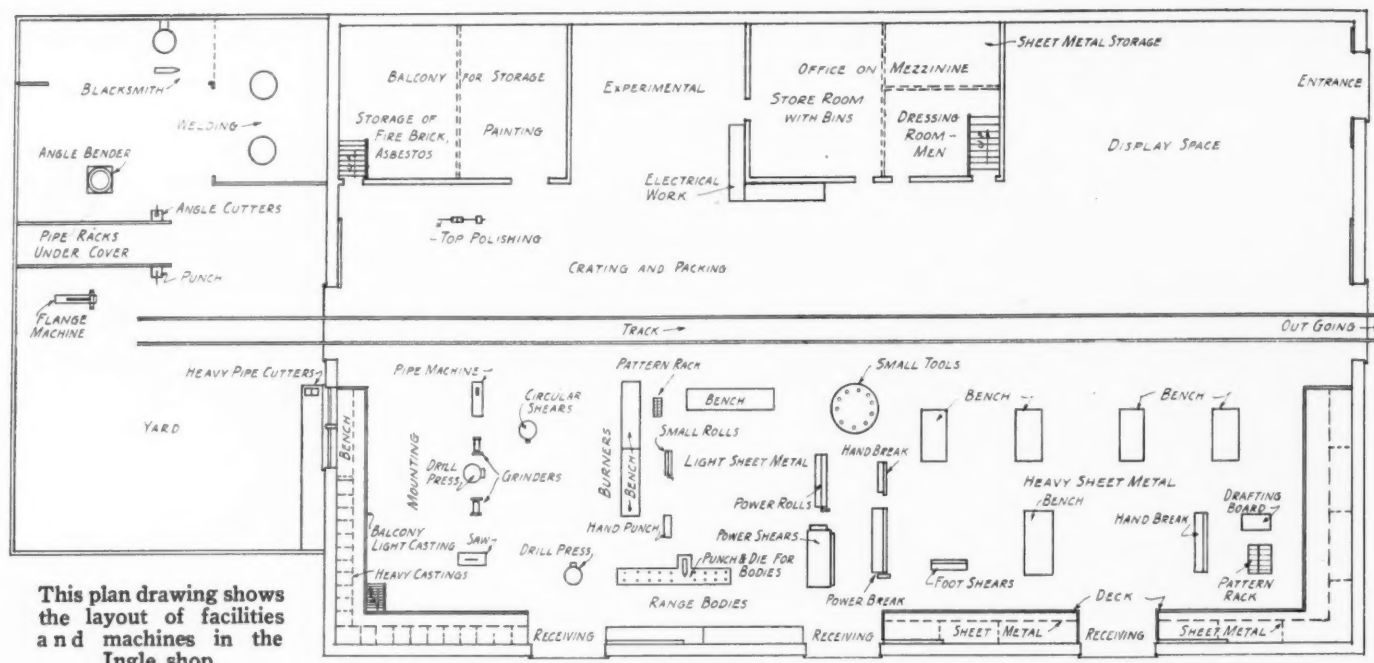 BLACKSMITH
WELDING
ANGLE BENDER
ANGLE CUTTERS
PIPE RACKS
UNDER COVER
PUNCH
FLANGE
MACHINE
HEAVY PIPE CUTTERS
YARD
BALCONY FOR STORAGE
STORAGE OF
FIRE BRICK,
ASBESTOS
PAINTING
UP
EXPERIMENTAL
ELECTRICAL
WORK
OFFICE ON MEZZININE
STORE ROOM
WITH BINS
SHEET METAL STORAGE
DRESSING
ROOM-
MEN
UP
DISPLAY SPACE
ENTRANCE
TOP POLISHING
CRATING AND PACKING
TRACK
OUT GOING
BENCH
MOUNTING
BALCONY
LIGHT CASTING
HEAVY CASTINGS
PIPE MACHINE
CIRCULAR
SHEARS
DRILL
PRESS
GRINDERS
SAW
DRILL PRESS
BURNERS
BENCH
PATTERN RACK
BENCH
SMALL ROLLS
LIGHT SHEET METAL
HAND PUNCH
PUNCH & DIE FOR
BODIES
RANGE BODIES
SMALL TOOLS
POWER ROLLS
HAND BREAK
POWER SHEARS
POWER BREAK
BENCH
BENCH
HEAVY SHEET METAL
BENCH
FOOT SHEARS
HAND BREAK
DRAFTING
BOARD
PATTERN
RACK
DECK
RECEIVING
RECEIVING
SHEET METAL
RECEIVING
SHEET METAL
This plan drawing shows
the layout of facilities
and machines in the
Ingle shop